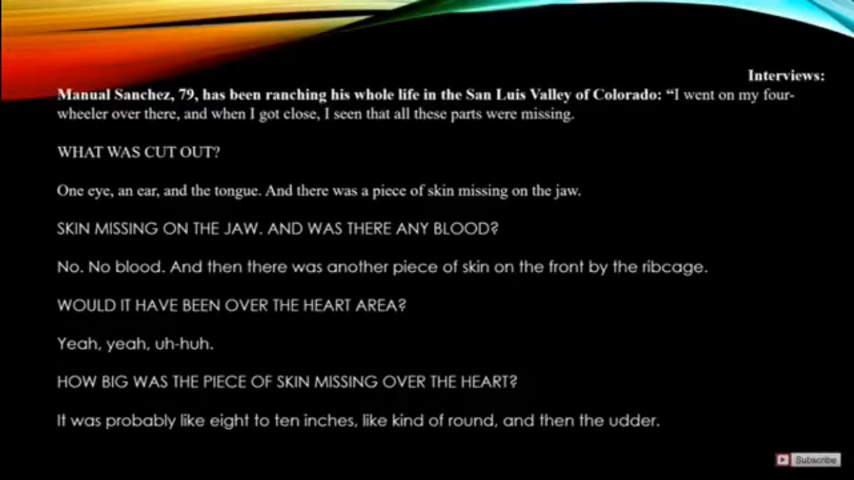 Interviews:
Manual Sanchez, 79, has been ranching his whole life in the San Luis Valley of Colorado: “I went on my four-
wheeler over there, and when I got close, I seen that all these parts were missing.
WHAT WAS CUT OUT?
One eye, an ear, and the tongue. And there was a piece of skin missing on the jaw.
SKIN MISSING ON THE JAW. AND WAS THERE ANY BLOOD?
No. No blood. And then there was another piece of skin on the front by the ribcage.
WOULD IT HAVE BEEN OVER THE HEART AREA?
Yeah, yeah, uh-huh.
HOW BIG WAS THE PIECE OF SKIN MISSING OVER THE HEART?
It was probably like eight to ten inches, like kind of round, and then the udder.
Subscribe